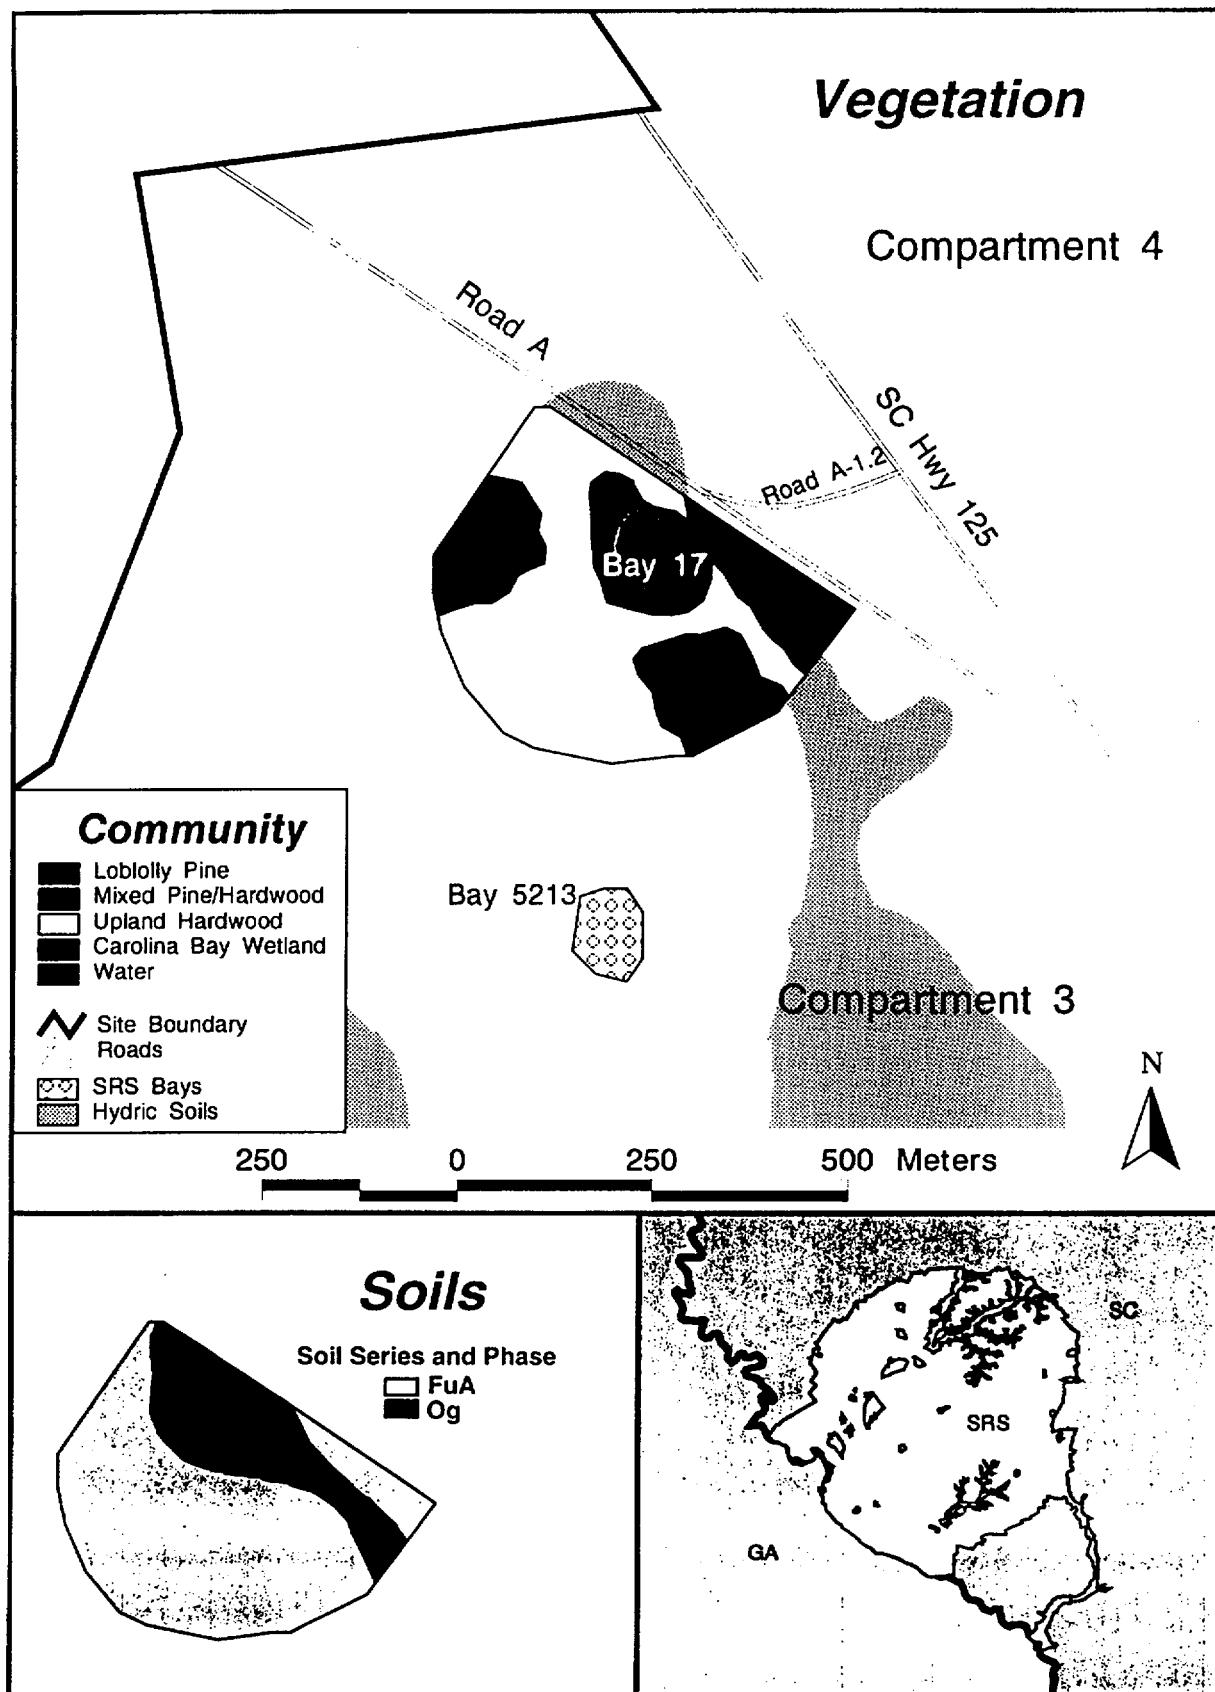 Vegetation
Compartment 4
Road A
SC Hwy 125
Road A-1.2
Bay 17
Community
Loblolly Pine
Mixed Pine/Hardwood
Upland Hardwood
Carolina Bay Wetland
Water
Site Boundary
Roads
SRS Bays
Hydric Soils
Bay 5213
Compartment 3
N
250 0 250 500 Meters
Soils
Soil Series and Phase
FuA
Og
SC
SRS
GA